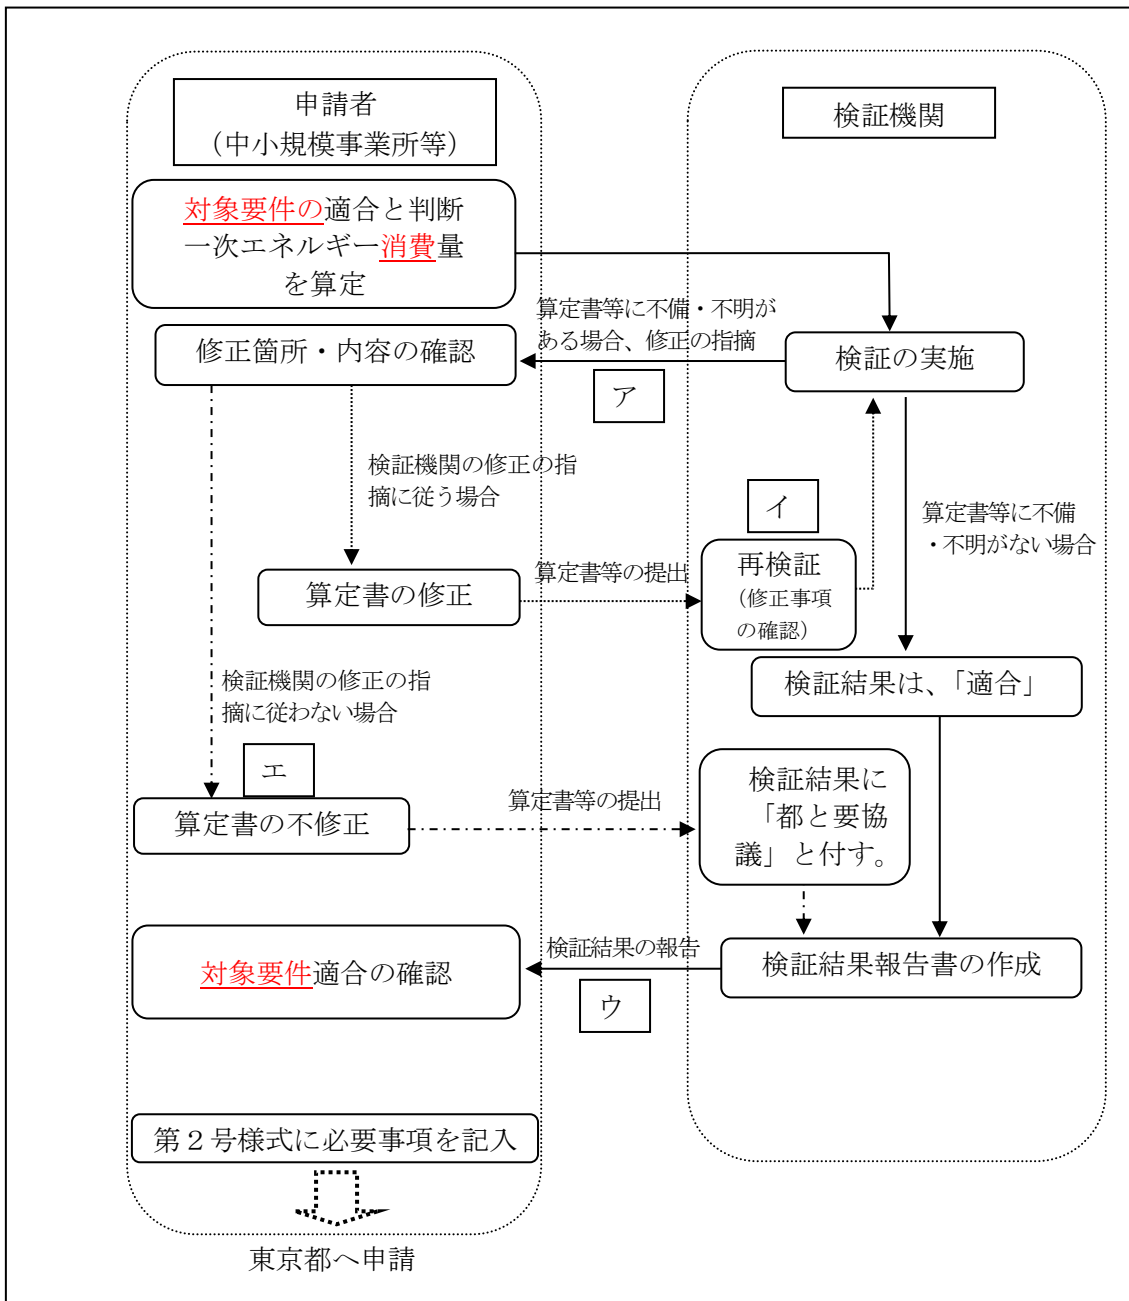 申請者
（中小規模事業所等）
検証機関
対象要件の適合と判断
一次エネルギー消費量
を算定
算定書等に不備・不明が
ある場合、修正の指摘
修正箇所・内容の確認
検証の実施
ア
検証機関の修正の指
摘に従う場合
イ
算定書等に不備
・不明がない場合
算定書の修正
算定書等の提出
再検証
（修正事項
の確認）
検証機関の修正の指
摘に従わない場合
検証結果は、「適合」
エ
算定書の不修正
算定書等の提出
検証結果に
「都と要協
議」と付す。
対象要件適合の確認
検証結果の報告
検証結果報告書の作成
ウ
第２号様式に必要事項を記入
東京都へ申請